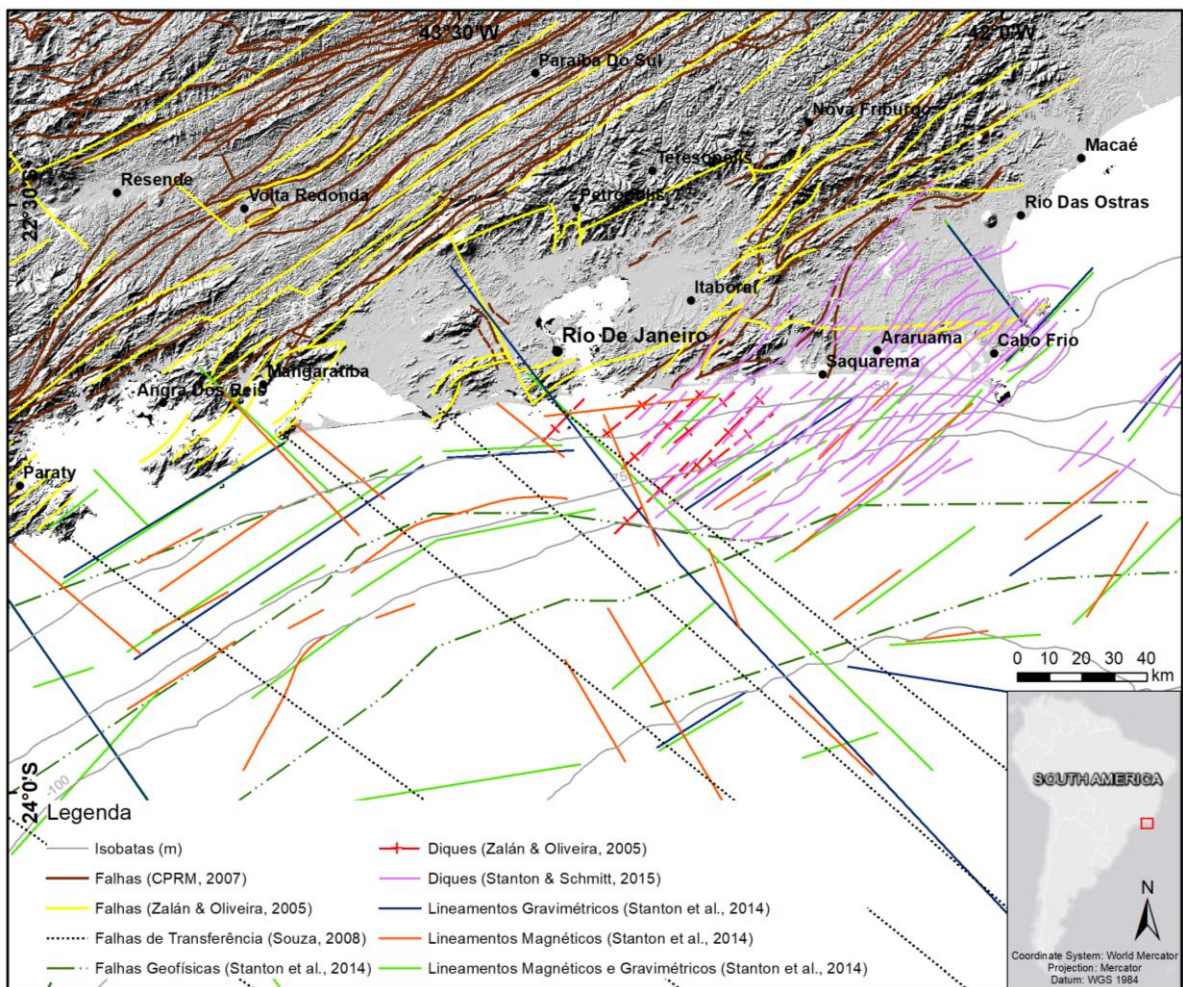 43°30'W
42°0'W
Paraíba Do Sul
Nova Friburgo
Macaé
Teresópolis
22°30'S
Resende
Volta Redonda
Petrópolis
Rio Das Ostras
Itaboraí
Rio De Janeiro
Araruama
Cabo Frio
Saquarema
Mangaratiba
Angra Dos Reis
-50
Paraty
-75
0 10 20 30 40
km
24°0'S
-100
SOUTH AMERICA
Legenda
Isobatas (m)
Falhas (CPRM, 2007)
Falhas (Zalán & Oliveira, 2005)
Falhas de Transferência (Souza, 2008)
Falhas Geofísicas (Stanton et al., 2014)
Diques (Zalán & Oliveira, 2005)
Diques (Stanton & Schmitt, 2015)
Lineamentos Gravimétricos (Stanton et al., 2014)
Lineamentos Magnéticos (Stanton et al., 2014)
Lineamentos Magnéticos e Gravimétricos (Stanton et al., 2014)
N
Coordinate System: World Mercator
Projection: Mercator
Datum: WGS 1984